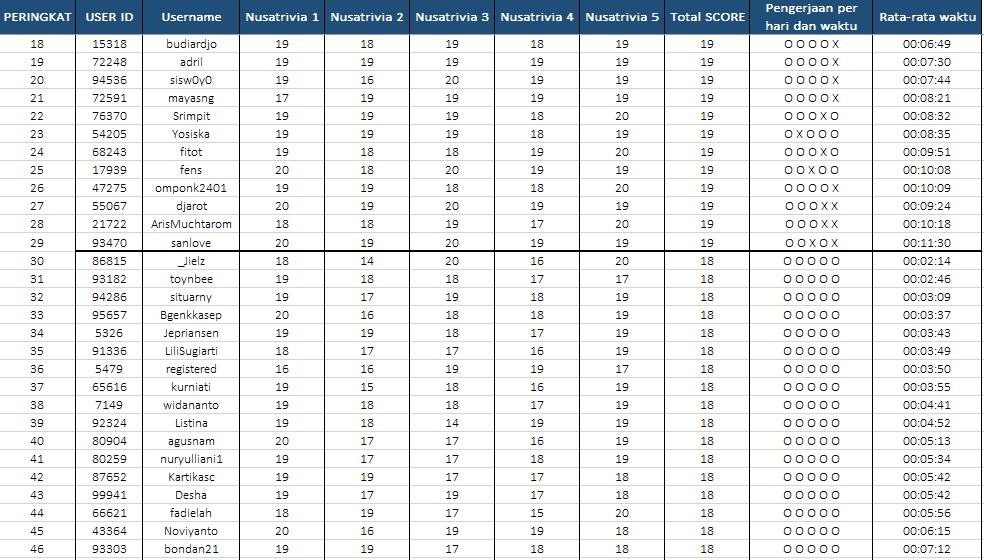 PERINGKAT USER ID Username Nusatrivia 1 Nusatrivia 2 Nusatrivia 3 Nusatrivia 4 Nusatrivia 5 Total SCORE Pengerjaan per hari dan waktu Rata-rata waktu
18 15318 budiardjo 19 18 19 18 19 19 O O O O X 00:06:49
19 72248 adril 19 19 19 19 19 19 O O O O X 00:07:30
20 94536 sisw0y0 19 16 20 19 19 19 O O O O X 00:07:44
21 72591 mayasng 17 19 19 19 19 19 O O O O X 00:08:21
22 76370 Srimpit 19 19 19 18 20 19 O O O X O 00:08:32
23 54205 Yosiska 19 19 19 18 19 19 O X O O O 00:08:35
24 68243 fitot 19 18 18 19 20 19 O O O X O 00:09:51
25 17939 fens 20 18 20 19 19 19 O O X O O 00:10:08
26 47275 omponk2401 19 19 18 18 20 19 O O O O X 00:10:09
27 55067 djarot 20 19 20 19 19 19 O O O X X 00:09:24
28 21722 ArisMuchtarom 18 18 19 17 20 19 O O O X X 00:10:18
29 93470 sanlove 20 19 20 19 19 19 O O X O X 00:11:30
30 86815 _Jielz 18 14 20 16 20 18 O O O O O 00:02:14
31 93182 toynbee 19 18 18 17 17 18 O O O O O 00:02:46
32 94286 situarny 19 17 19 18 19 18 O O O O O 00:03:09
33 95657 Bgenkkasep 20 16 18 18 18 18 O O O O O 00:03:37
34 5326 Jepriansen 19 19 18 17 19 18 O O O O O 00:03:43
35 91336 LiliSugiarti 18 17 17 16 19 18 O O O O O 00:03:49
36 5479 registered 16 16 19 19 17 18 O O O O O 00:03:50
37 65616 kurniati 19 15 18 16 19 18 O O O O O 00:03:55
38 7149 widananto 19 18 18 17 19 18 O O O O O 00:04:41
39 92324 Listina 19 18 14 19 19 18 O O O O O 00:04:52
40 80904 agusnam 20 17 17 16 19 18 O O O O O 00:05:13
41 80259 nuryulliani1 19 17 17 18 19 18 O O O O O 00:05:34
42 87652 Kartikasc 19 19 17 17 18 18 O O O O O 00:05:42
43 99941 Desha 19 17 19 17 18 18 O O O O O 00:05:42
44 66621 fadielah 18 19 17 15 20 18 O O O O O 00:05:56
45 43364 Noviyanto 20 16 19 19 18 18 O O O O O 00:06:15
46 93303 bondan21 19 19 17 18 18 18 O O O O O 00:07:12